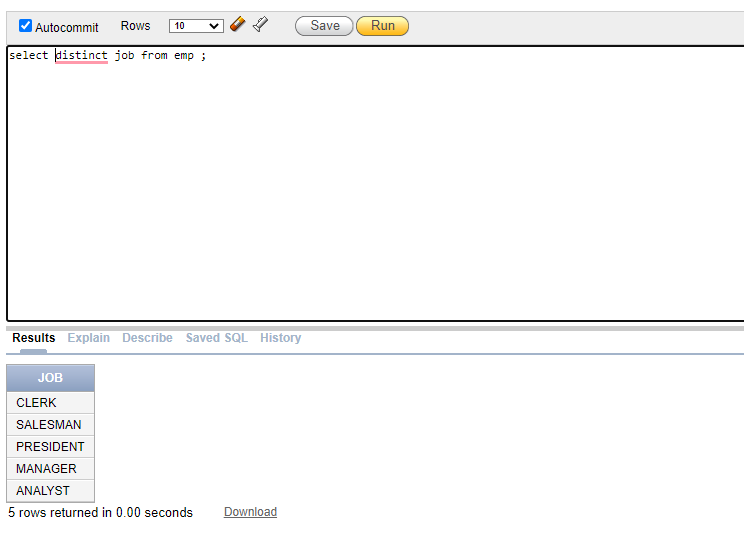 Autocommit Rows 10 Save Run
select distinct job from emp ;
Results Explain Describe Saved SQL History
JOB
CLERK
SALESMAN
PRESIDENT
MANAGER
ANALYST
5 rows returned in 0.00 seconds Download